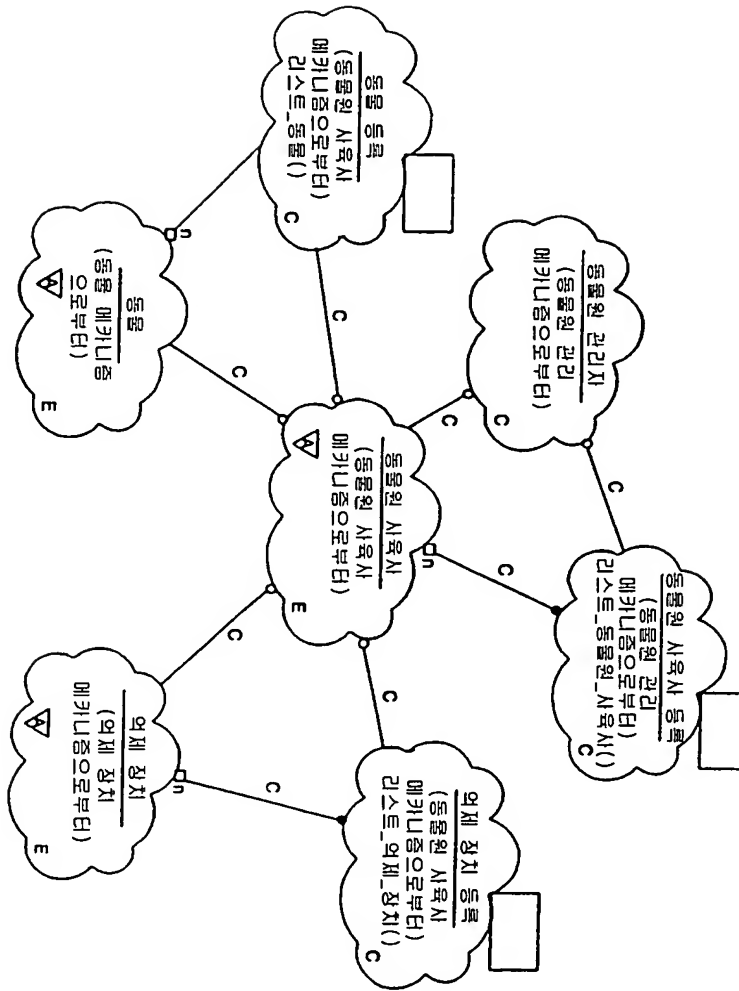 동물원 사육사 등록
(동물원 관리
메카니즘으로부터)
리스트_동물원_사육사()
C
동물원 관리자
(동물원 관리
메카니즘으로부터)
C
C
C
C
억제 장치 등록
(동물원 사육사
메카니즘으로부터)
리스트_억제_장치()
C
n
동물원 사육사
(동물원 사육사
메카니즘으로부터)
A
E
동물 등록
(동물원 사육사
메카니즘으로부터)
리스트_동물()
C
C
C
C
C
C
n
n
동물
(동물 메카니즘
으로부터)
A
E
억제 장치
(억제 장치
메카니즘으로부터)
A
E